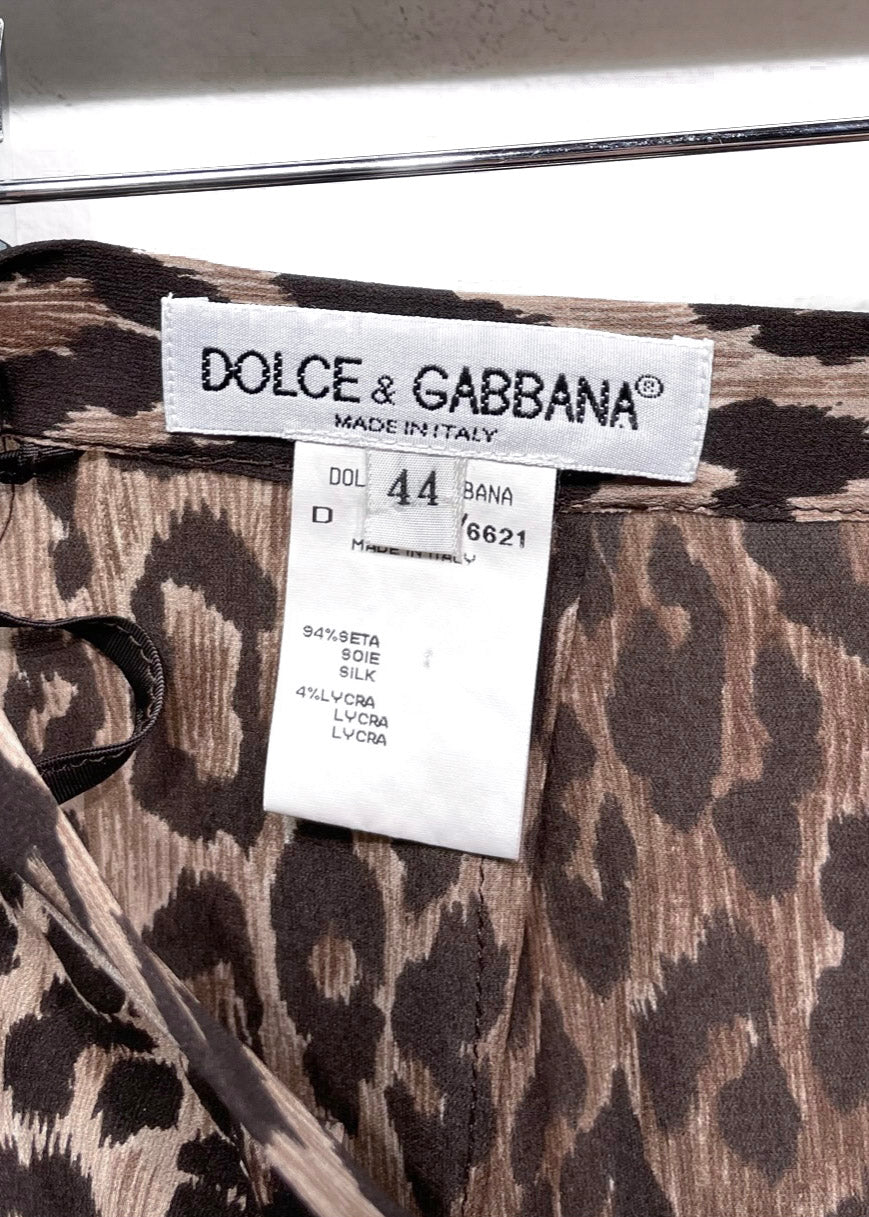 DOLCE & GABBANA®
MADE IN ITALY
44
DOL BANA
D /6621
MADE IN ITALY
94%SETA
SOIE
SILK
4%LYCRA
LYCRA
LYCRA